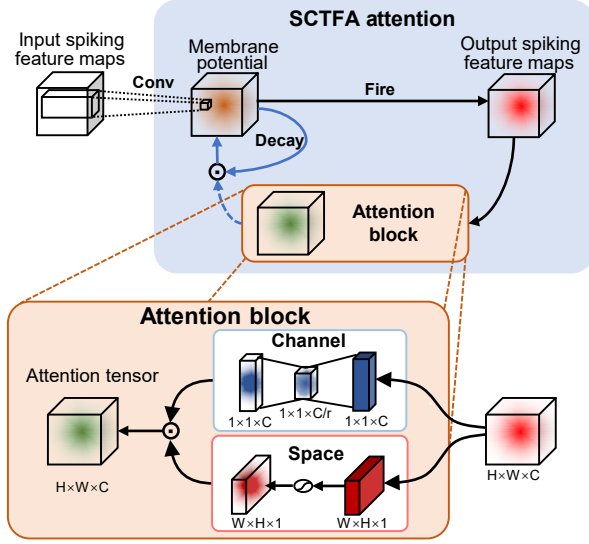 SCTFA attention
Input spiking
feature maps
Membrane
potential
Output spiking
feature maps
Conv
Fire
Decay
Attention
block
Attention block
Channel
1×1×C
1×1×C/r
1×1×C
Attention tensor
H×W×C
Space
W×H×1
W×H×1
H×W×C